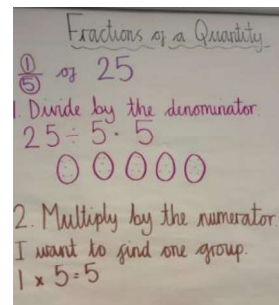 Fractions of a Quantity
1/5 of 25
1. Divide by the denominator.
25 ÷ 5 = 5
2. Multiply by the numerator.
I want to find one group.
1 x 5 = 5